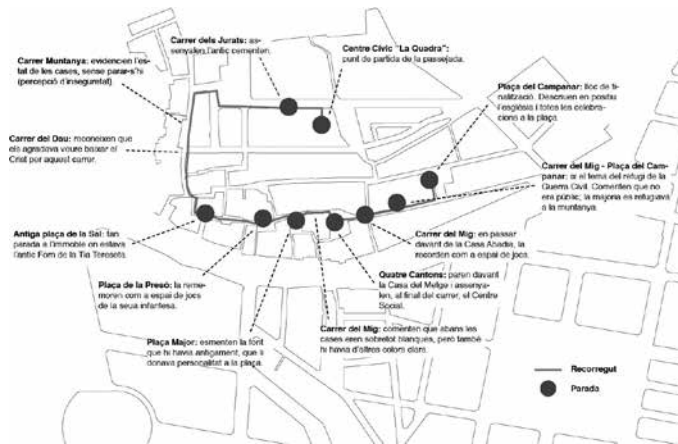 Carrer dels Jurats: as-
senyalen l'antic cementeri.
Centre Cívic "La Quadra":
punt de partida de la passejada.
Carrer Muntanya: evidencien l'es-
tat de les cases, sense parar-s'hi
(percepció d'inseguretat)
Plaça del Campanar: lloc de fi-
nalització. Descriuen en positiu
l'església i totes les celebra-
cions a la plaça.
Carrer del Dau: reconeixen que
els agradava veure baixar el
Crist por aquest carrer.
Carrer del Mig - Plaça del Cam-
panar: ix el tema del refugi de la
Guerra Civil. Comenten que no
era públic; la majoria es refugiava
a la muntanya.
Antiga plaça de la Sal: fan
parada a l'immoble on estava
l'antic Forn de la Tia Tereseta.
Carrer del Mig: en passar
davant de la Casa Abadia, la
recorden com a espai de jocs.
Plaça de la Presó: la reme-
moren com a espai de jocs
de la seua infantesa.
Quatre Cantons: paren davant
la Casa del Metge i assenya-
len, al final del carrer, el Centre
Social.
Plaça Major: esmenten la font
que hi havia antigament, que li
donava personalitat a la plaça.
Carrer del Mig: comenten que abans les
cases eren sobretot blanques, però també
hi havia d'altres colors clars.
Recorregut
Parada